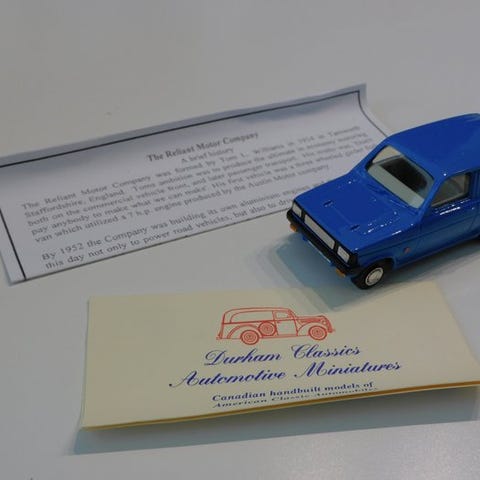 The Reliant Motor Company
A brief history
The Reliant Motor Company was formed by Tom L. Williams in 1934 at Tamworth
Staffordshire, England. Toms ambition was to produce the ultimate in economy motoring,
both on the commercial vehicle front, and passenger transport. His motto was,
pay anybody to make, what we can make' His first vehicle was a three wheeled
van which utilized a 7 h.p. engine produced by the Austin Motor company.
By 1952 the Company was building its own aluminium engines and
this day not only to power road vehicles, but also to
Durham Classics
Automotive Miniatures
Canadian handbuilt models of
American Classic Automobiles